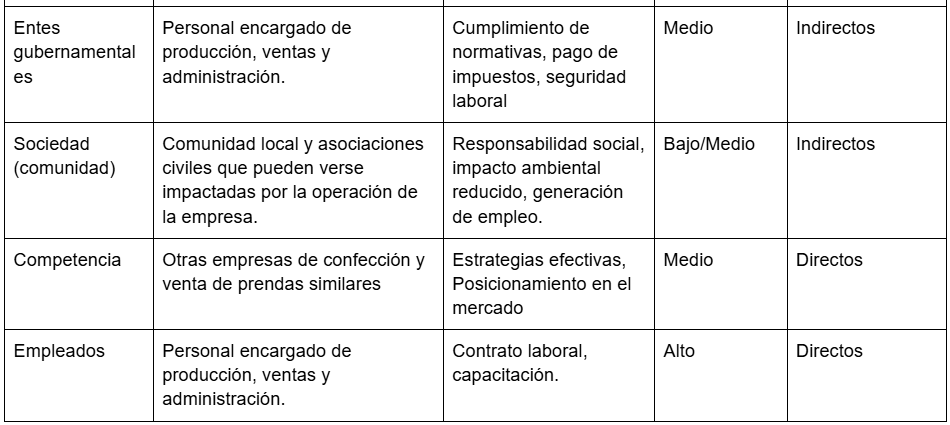 Entes
gubernamental
es
Personal encargado de
producción, ventas y
administración.
Cumplimiento de
normativas, pago de
impuestos, seguridad
laboral
Medio
Indirectos
Sociedad
(comunidad)
Comunidad local y asociaciones
civiles que pueden verse
impactadas por la operación de
la empresa.
Responsabilidad social,
impacto ambiental
reducido, generación
de empleo.
Bajo/Medio
Indirectos
Competencia
Otras empresas de confección y
venta de prendas similares
Estrategias efectivas,
Posicionamiento en el
mercado
Medio
Directos
Empleados
Personal encargado de
producción, ventas y
administración.
Contrato laboral,
capacitación.
Alto
Directos